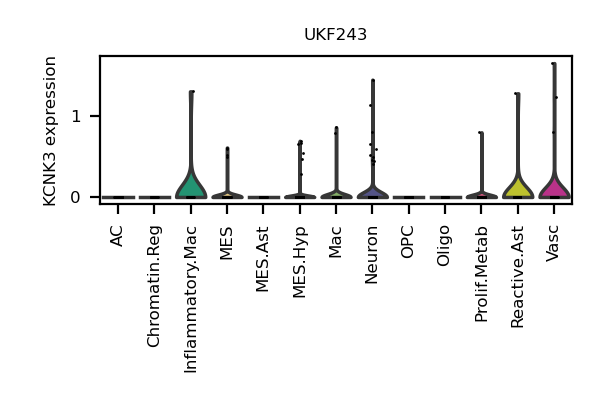 UKF243
KCNK3 expression
1
0
AC
Chromatin.Reg
Inflammatory.Mac
MES
MES.Ast
MES.Hyp
Mac
Neuron
OPC
Oligo
Prolif.Metab
Reactive.Ast
Vasc